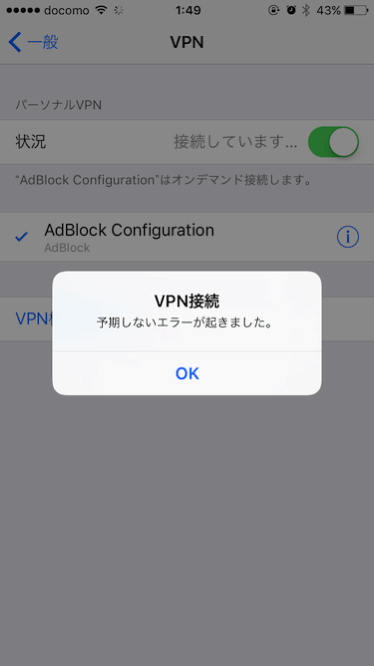 docomo 1:49 43%
一般 VPN
パーソナルVPN
状況 接続しています...
“AdBlock Configuration”はオンデマンド接続します。
AdBlock Configuration
AdBlock
VPN接続
予期しないエラーが起きました。
VPN
OK